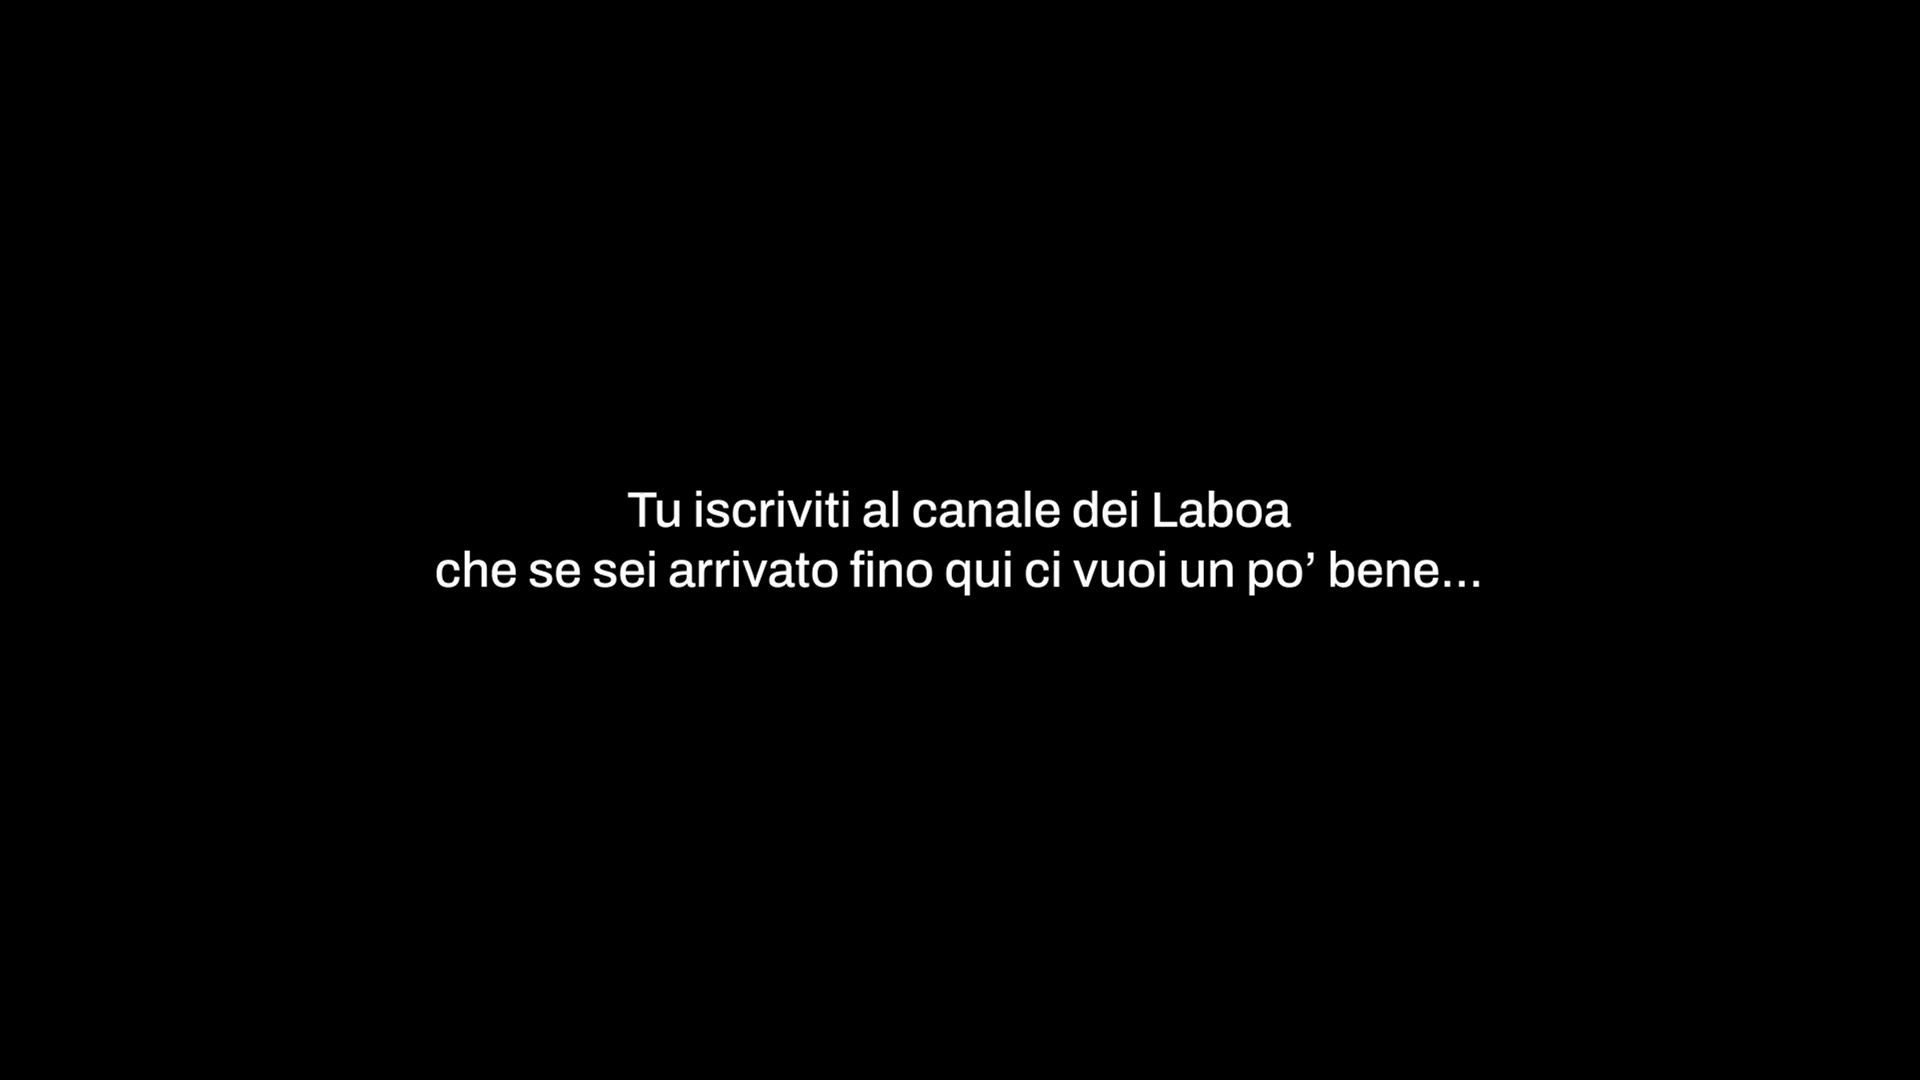 Tu iscriviti al canale dei Laboa
che se sei arrivato fino qui ci vuoi un po’ bene...